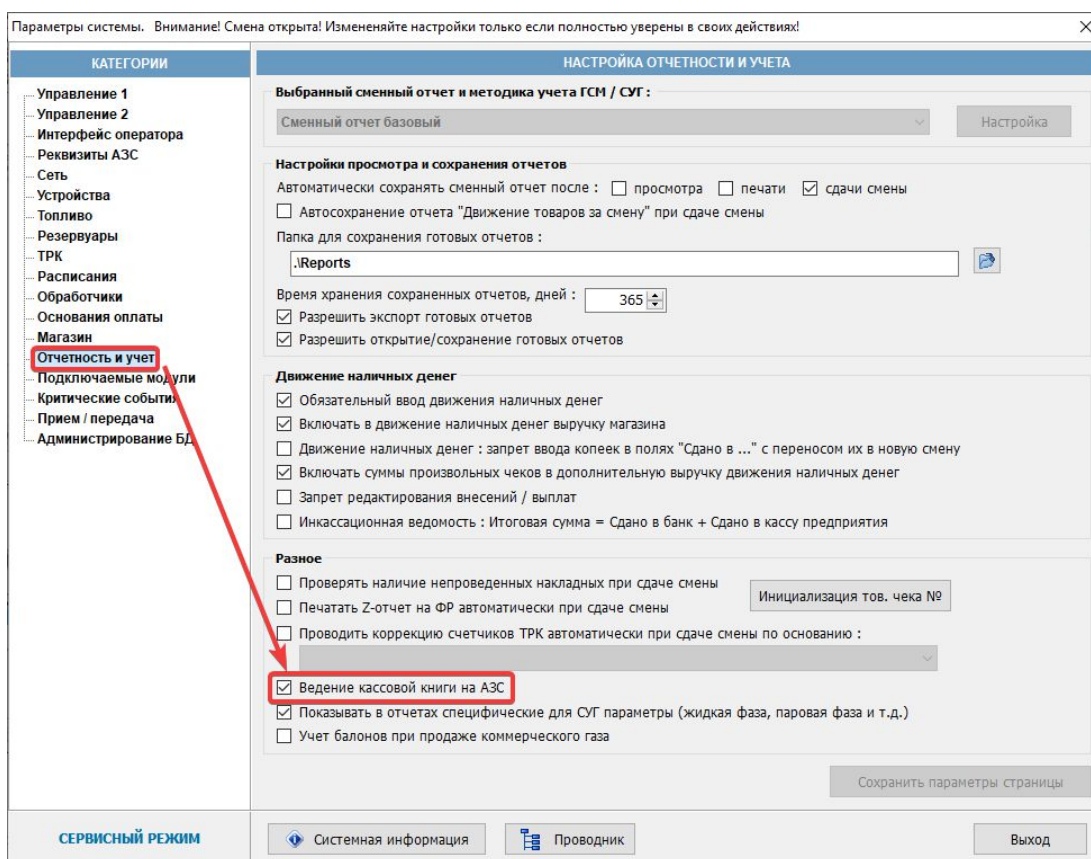 Параметры системы. Внимание! Смена открыта! Измененяйте настройки только если полностью уверены в своих действиях!
КАТЕГОРИИ
Управление 1
Управление 2
Интерфейс оператора
Реквизиты АЗС
Сеть
Устройства
Топливо
Резервуары
ТРК
Расписания
Обработчики
Основания оплаты
Магазин
Отчетность и учет
Подключаемые модули
Критические события
Прием / передача
Администрирование БД
СЕРВИСНЫЙ РЕЖИМ
НАСТРОЙКА ОТЧЕТНОСТИ И УЧЕТА
Выбранный сменный отчет и методика учета ГСМ / СУГ :
Сменный отчет базовый
Настройка
Настройки просмотра и сохранения отчетов
Автоматически сохранять сменный отчет после : просмотра печати сдачи смены
Автосохранение отчета "Движение товаров за смену" при сдаче смены
Папка для сохранения готовых отчетов :
.\Reports
Время хранения сохраненных отчетов, дней : 365
Разрешить экспорт готовых отчетов
Разрешить открытие/сохранение готовых отчетов
Движение наличных денег
Обязательный ввод движения наличных денег
Включать в движение наличных денег выручку магазина
Движение наличных денег : запрет ввода копеек в полях "Сдано в ..." с переносом их в новую смену
Включать суммы произвольных чеков в дополнительную выручку движения наличных денег
Запрет редактирования внесений / выплат
Инкассационная ведомость : Итоговая сумма = Сдано в банк + Сдано в кассу предприятия
Разное
Проверять наличие непроведенных накладных при сдаче смены
Печатать Z-отчет на ФР автоматически при сдаче смены
Инициализация тов. чека №
Проводить коррекцию счетчиков ТРК автоматически при сдаче смены по основанию :
Ведение кассовой книги на АЗС
Показывать в отчетах специфические для СУГ параметры (жидкая фаза, паровая фаза и т.д.)
Учет балонов при продаже коммерческого газа
Сохранить параметры страницы
Системная информация
Проводник
Выход